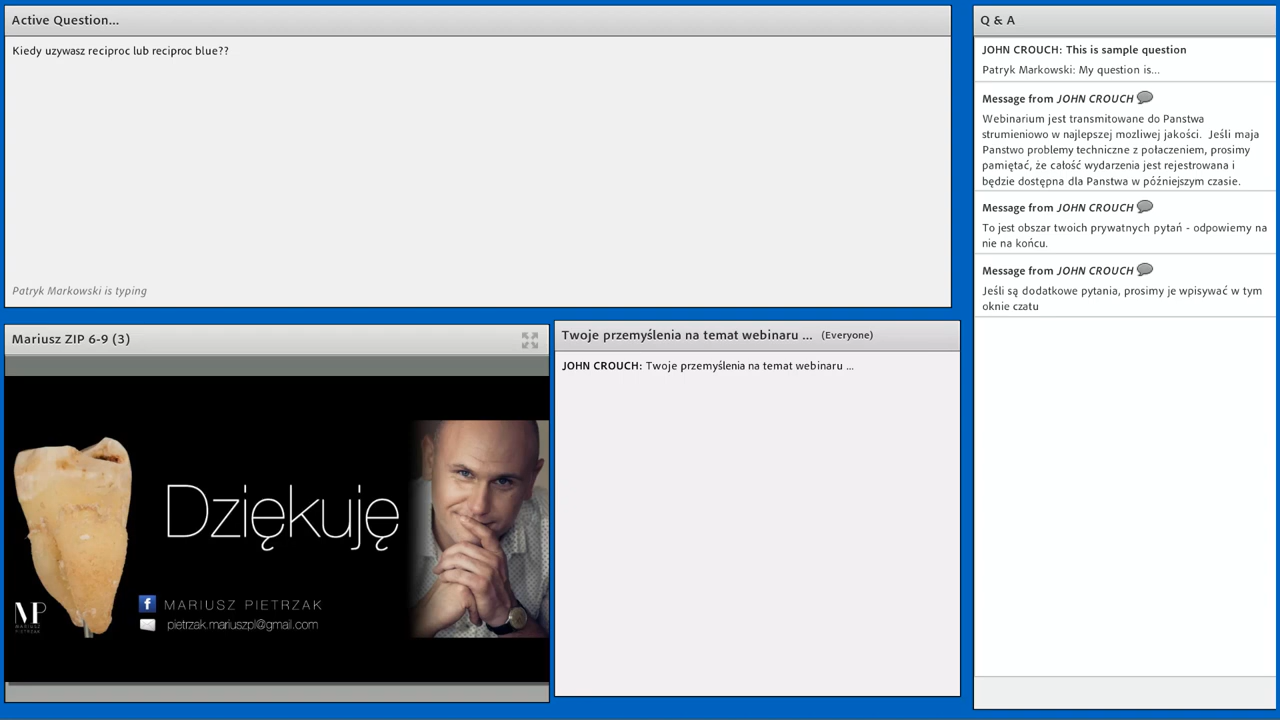 Active Question...
Kiedy uzywasz reciproc lub reciproc blue??
Patryk Markowski is typing
Mariusz ZIP 6-9 (3)
Dziękuję
MP
MARIUSZ
PIETRZAK
f MARIUSZ PIETRZAK
pietrzak.mariuszpl@gmail.com
Twoje przemyślenia na temat webinaru ... (Everyone)
JOHN CROUCH: Twoje przemyślenia na temat webinaru ...
Q & A
JOHN CROUCH: This is sample question
Patryk Markowski: My question is...
Message from JOHN CROUCH
Webinarium jest transmitowane do Panstwa
strumieniowo w najlepszej mozliwej jakości. Jeśli maja
Panstwo problemy techniczne z połaczeniem, prosimy
pamiętać, że całość wydarzenia jest rejestrowana i
będzie dostępna dla Panstwa w późniejszym czasie.
Message from JOHN CROUCH
To jest obszar twoich prywatnych pytań - odpowiemy na
nie na końcu.
Message from JOHN CROUCH
Jeśli są dodatkowe pytania, prosimy je wpisywać w tym
oknie czatu